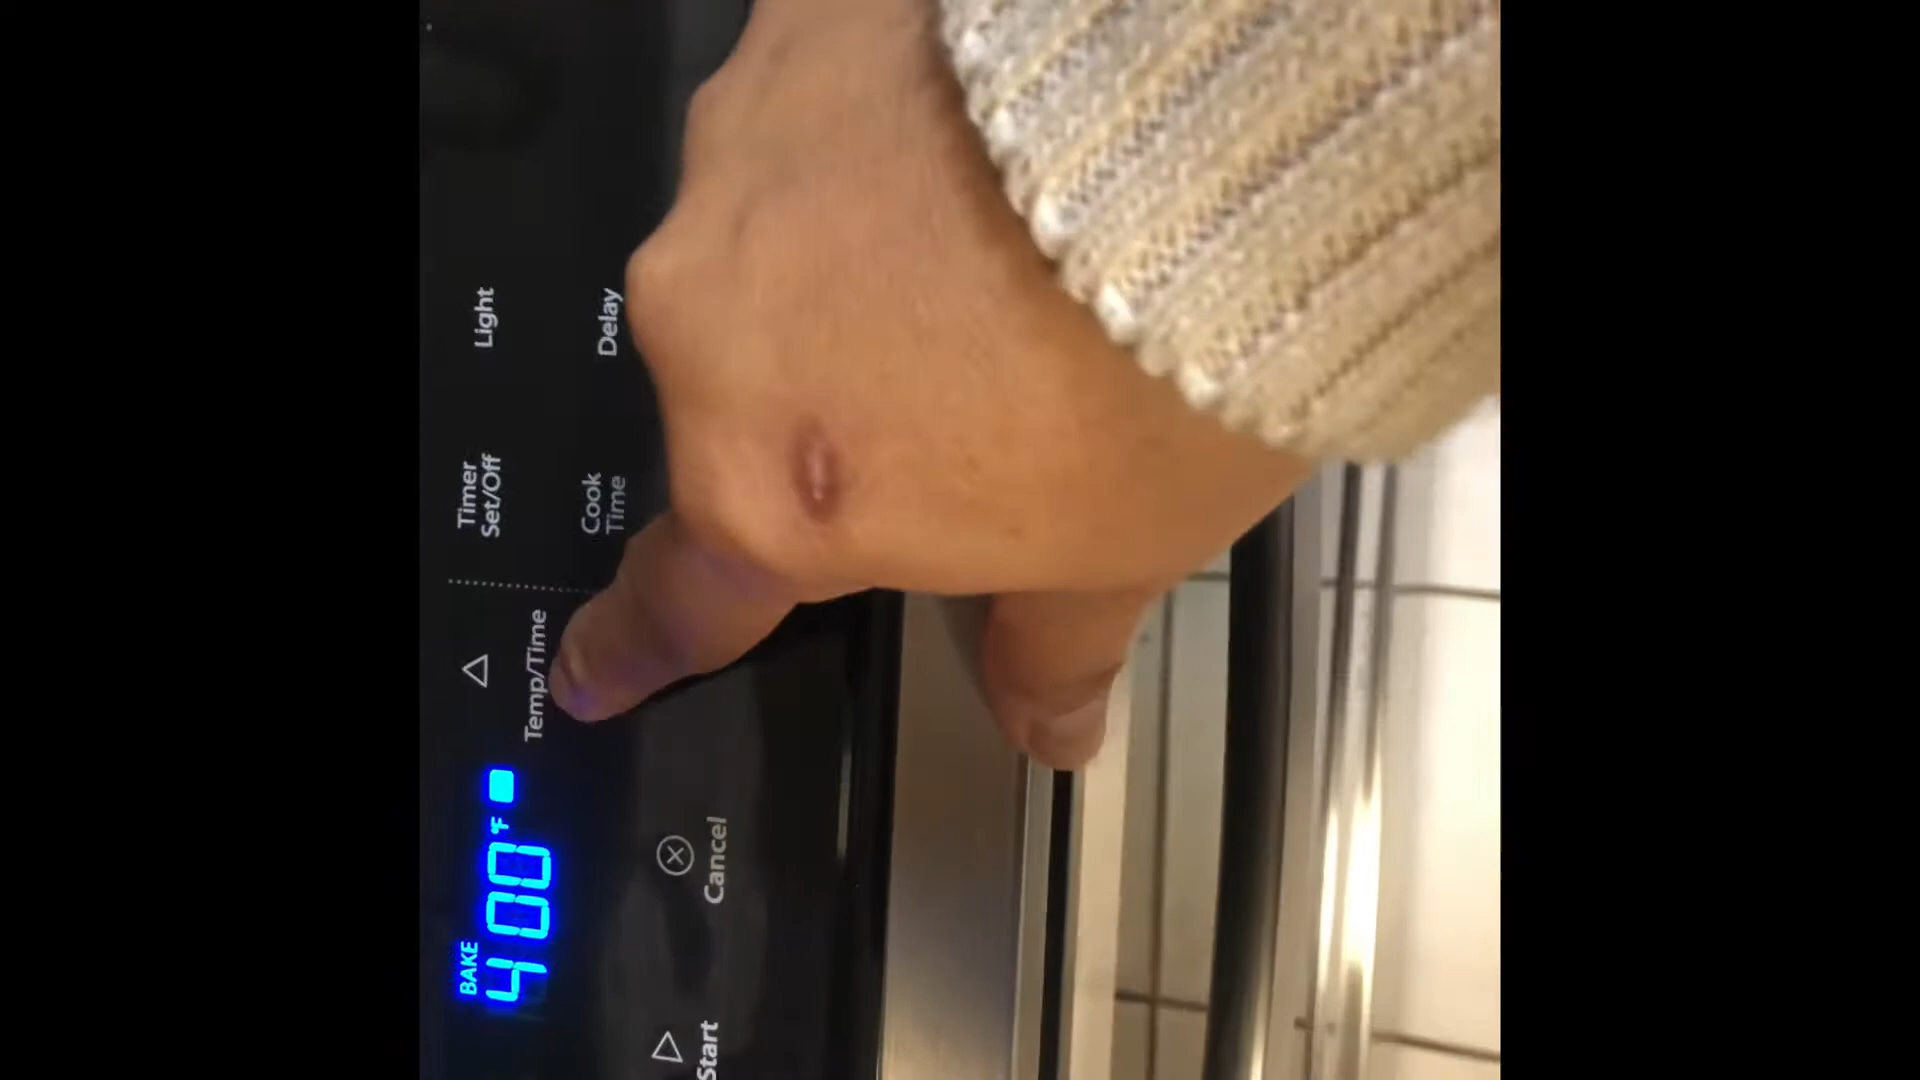 BAKE
400°F
Temp/Time
Timer
Set/Off
Light
Cook
Time
Delay
Start
Cancel